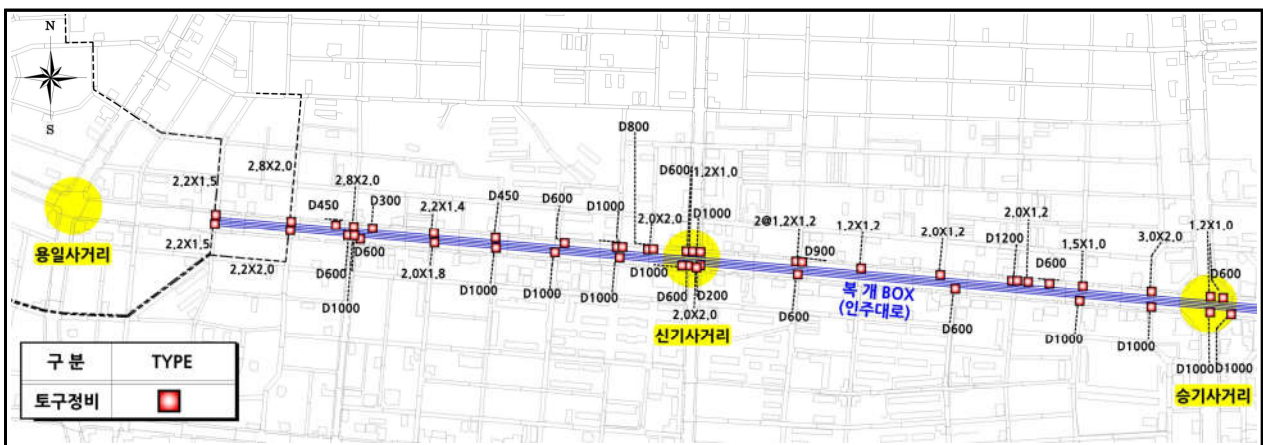 N
S
D800
D600
1,2X1,0
2,8X2,0
2,2X1,5
2,8X2,0
D450
D300
2,2X1,4
D450
D600
D1000
2,0X2,0
D1000
2@1,2X1,2
D900
1,2X1,2
2,0X1,2
2,0X1,2
D1200
D600
1,5X1,0
3,0X2,0
1,2X1,0
D600
용일사거리
2,2X1,5
2,2X2,0
D600
D600
D1000
2,0X1,8
D1000
D1000
D1000
D1000
D600
D200
2,0X2,0
신기사거리
D600
복 개 BOX
(인주대로)
D600
D1000
D1000
D1000
D1000
승기사거리
구 분 TYPE
토구정비